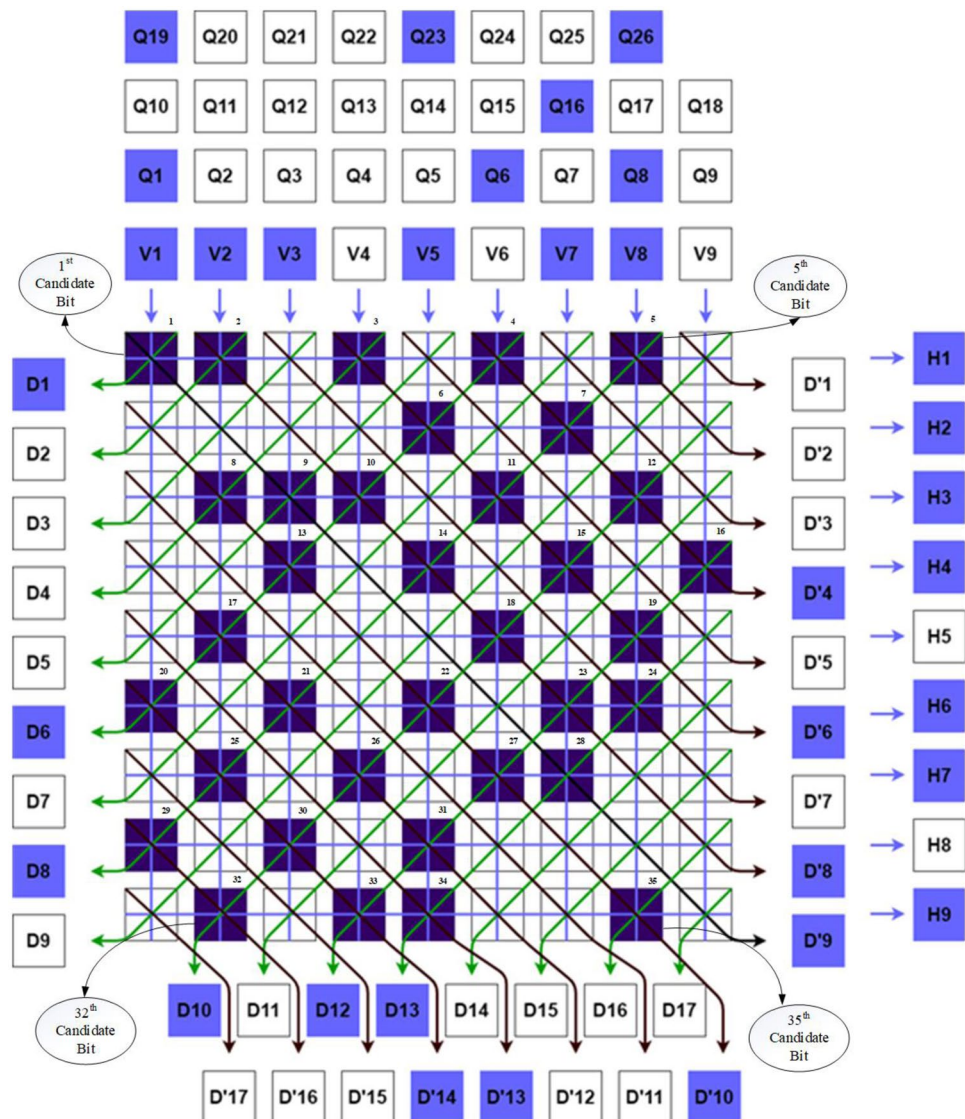 Q19 Q20 Q21 Q22 Q23 Q24 Q25 Q26
Q10 Q11 Q12 Q13 Q14 Q15 Q16 Q17 Q18
Q1 Q2 Q3 Q4 Q5 Q6 Q7 Q8 Q9
V1 V2 V3 V4 V5 V6 V7 V8 V9
1st
Candidate
Bit
5th
Candidate
Bit
1 2 3 4 5
D1 D'1 H1
6 7
D2 D'2 H2
8 9 10 11 12
D3 D'3 H3
13 14 15 16
D4 D'4 H4
17 18 19
D5 D'5 H5
20 21 22 23 24
D6 D'6 H6
25 26 27 28
D7 D'7 H7
29 30 31
D8 D'8 H8
32 33 34 35
D9 D'9 H9
32th
Candidate
Bit
D10 D11 D12 D13 D14 D15 D16 D17
35th
Candidate
Bit
D'17 D'16 D'15 D'14 D'13 D'12 D'11 D'10